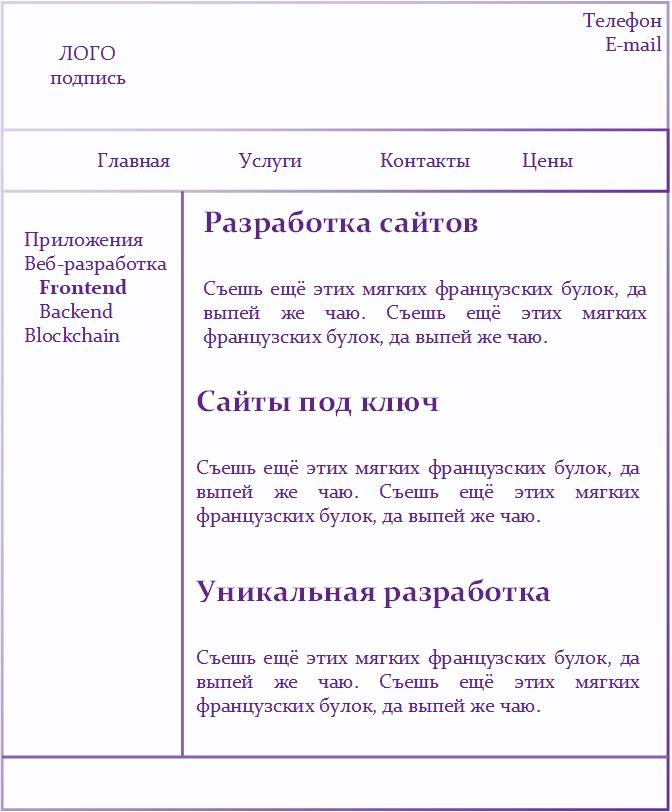 Телефон
E-mail
ЛОГО
подпись
Главная Услуги Контакты Цены
Приложения
Веб-разработка
Frontend
Backend
Blockchain
Разработка сайтов
Съешь ещё этих мягких французских булок, да
выпей же чаю. Съешь ещё этих мягких
французских булок, да выпей же чаю.
Сайты под ключ
Съешь ещё этих мягких французских булок, да
выпей же чаю. Съешь ещё этих мягких
французских булок, да выпей же чаю.
Уникальная разработка
Съешь ещё этих мягких французских булок, да
выпей же чаю. Съешь ещё этих мягких
французских булок, да выпей же чаю.